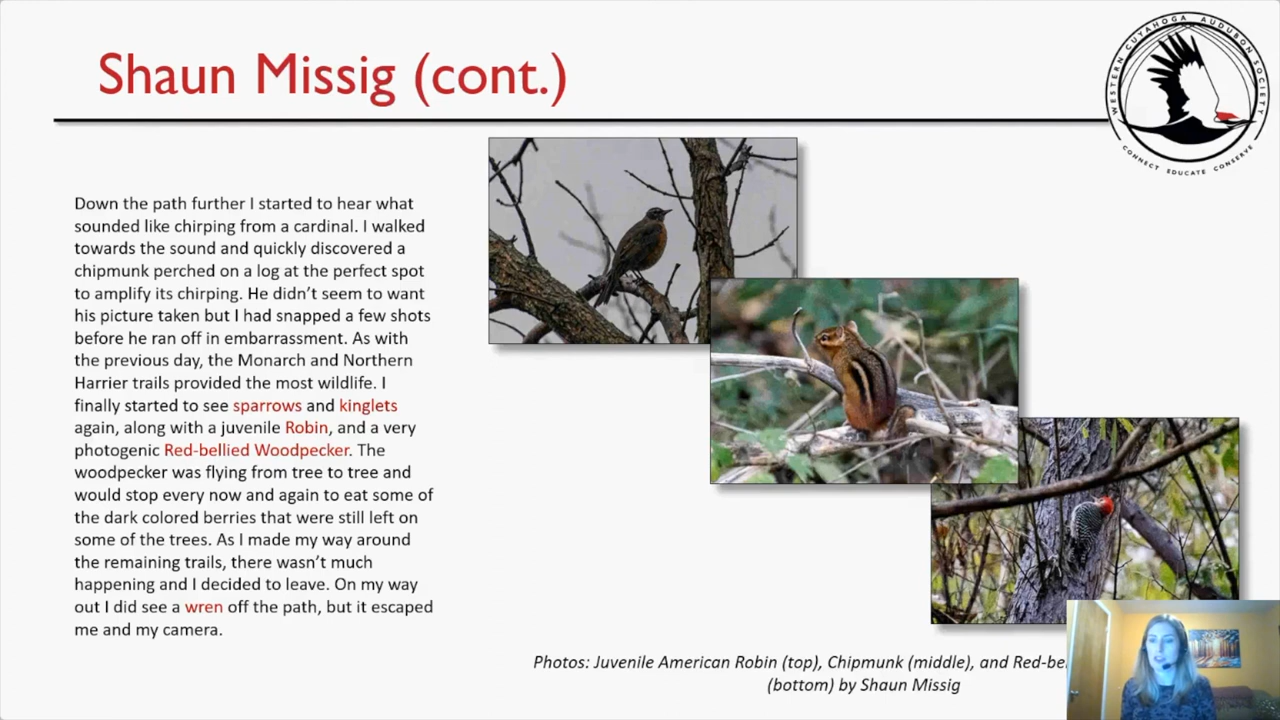 Shaun Missig (cont.)
WESTERN CUYAHOGA AUDUBON SOCIETY
CONNECT EDUCATE CONSERVE
Down the path further I started to hear what
sounded like chirping from a cardinal. I walked
towards the sound and quickly discovered a
chipmunk perched on a log at the perfect spot
to amplify its chirping. He didn't seem to want
his picture taken but I had snapped a few shots
before he ran off in embarrassment. As with
the previous day, the Monarch and Northern
Harrier trails provided the most wildlife. I
finally started to see sparrows and kinglets
again, along with a juvenile Robin, and a very
photogenic Red-bellied Woodpecker. The
woodpecker was flying from tree to tree and
would stop every now and again to eat some of
the dark colored berries that were still left on
some of the trees. As I made my way around
the remaining trails, there wasn't much
happening and I decided to leave. On my way
out I did see a wren off the path, but it escaped
me and my camera.
Photos: Juvenile American Robin (top), Chipmunk (middle), and Red-be
(bottom) by Shaun Missig